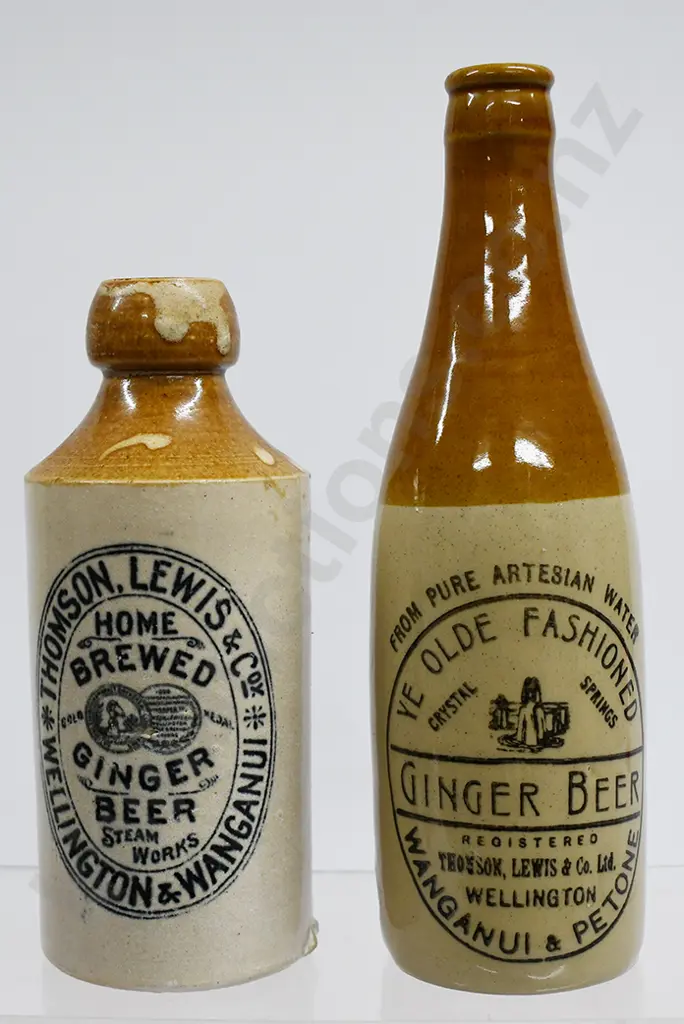 THOMSON, LEWIS & Co's
HOME
BREWED
GOLD MEDAL
GINGER
BEER
STEAM
WORKS
WELLINGTON & WANGANUI
FROM PURE ARTESIAN WATER
YE OLDE FASHIONED
CRYSTAL SPRINGS
GINGER BEER
REGISTERED
THOMSON, LEWIS & Co. Ltd.
WELLINGTON
WANGANUI & PETONE